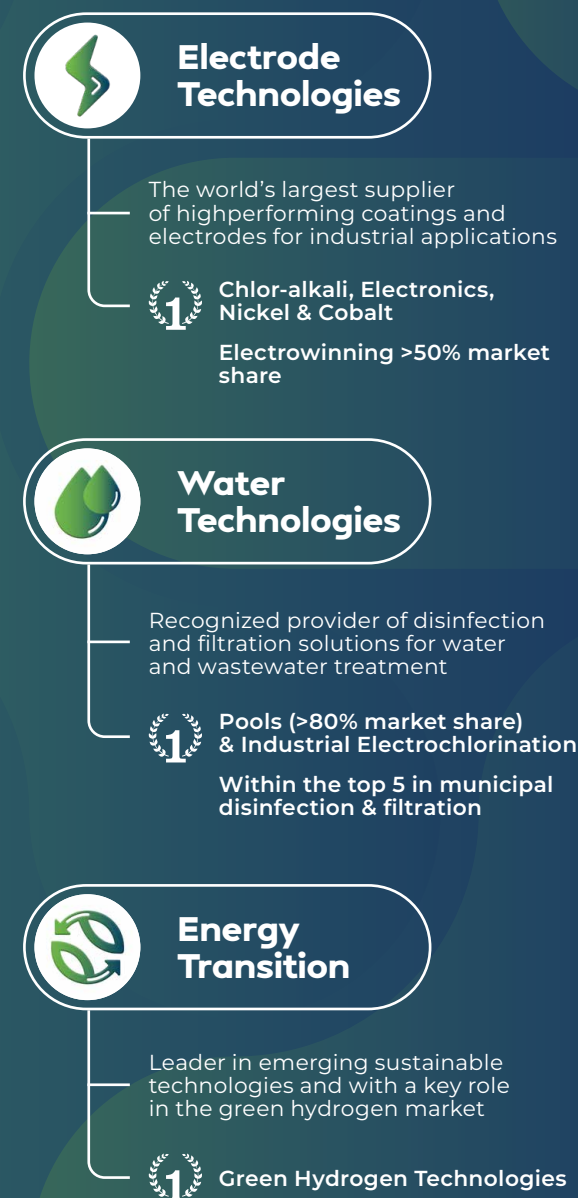 Electrode
Technologies
The world's largest supplier
of highperforming coatings and
electrodes for industrial applications
1
Chlor-alkali, Electronics,
Nickel & Cobalt
Electrowinning >50% market
share
Water
Technologies
Recognized provider of disinfection
and filtration solutions for water
and wastewater treatment
1
Pools (>80% market share)
& Industrial Electrochlorination
Within the top 5 in municipal
disinfection & filtration
Energy
Transition
Leader in emerging sustainable
technologies and with a key role
in the green hydrogen market
1
Green Hydrogen Technologies